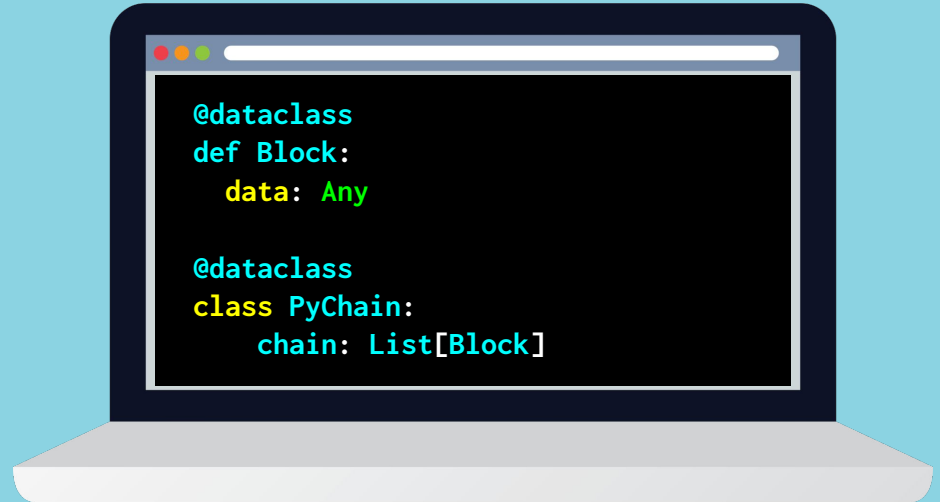 @dataclass
def Block:
  data: Any
@dataclass
class PyChain:
    chain: List[Block]